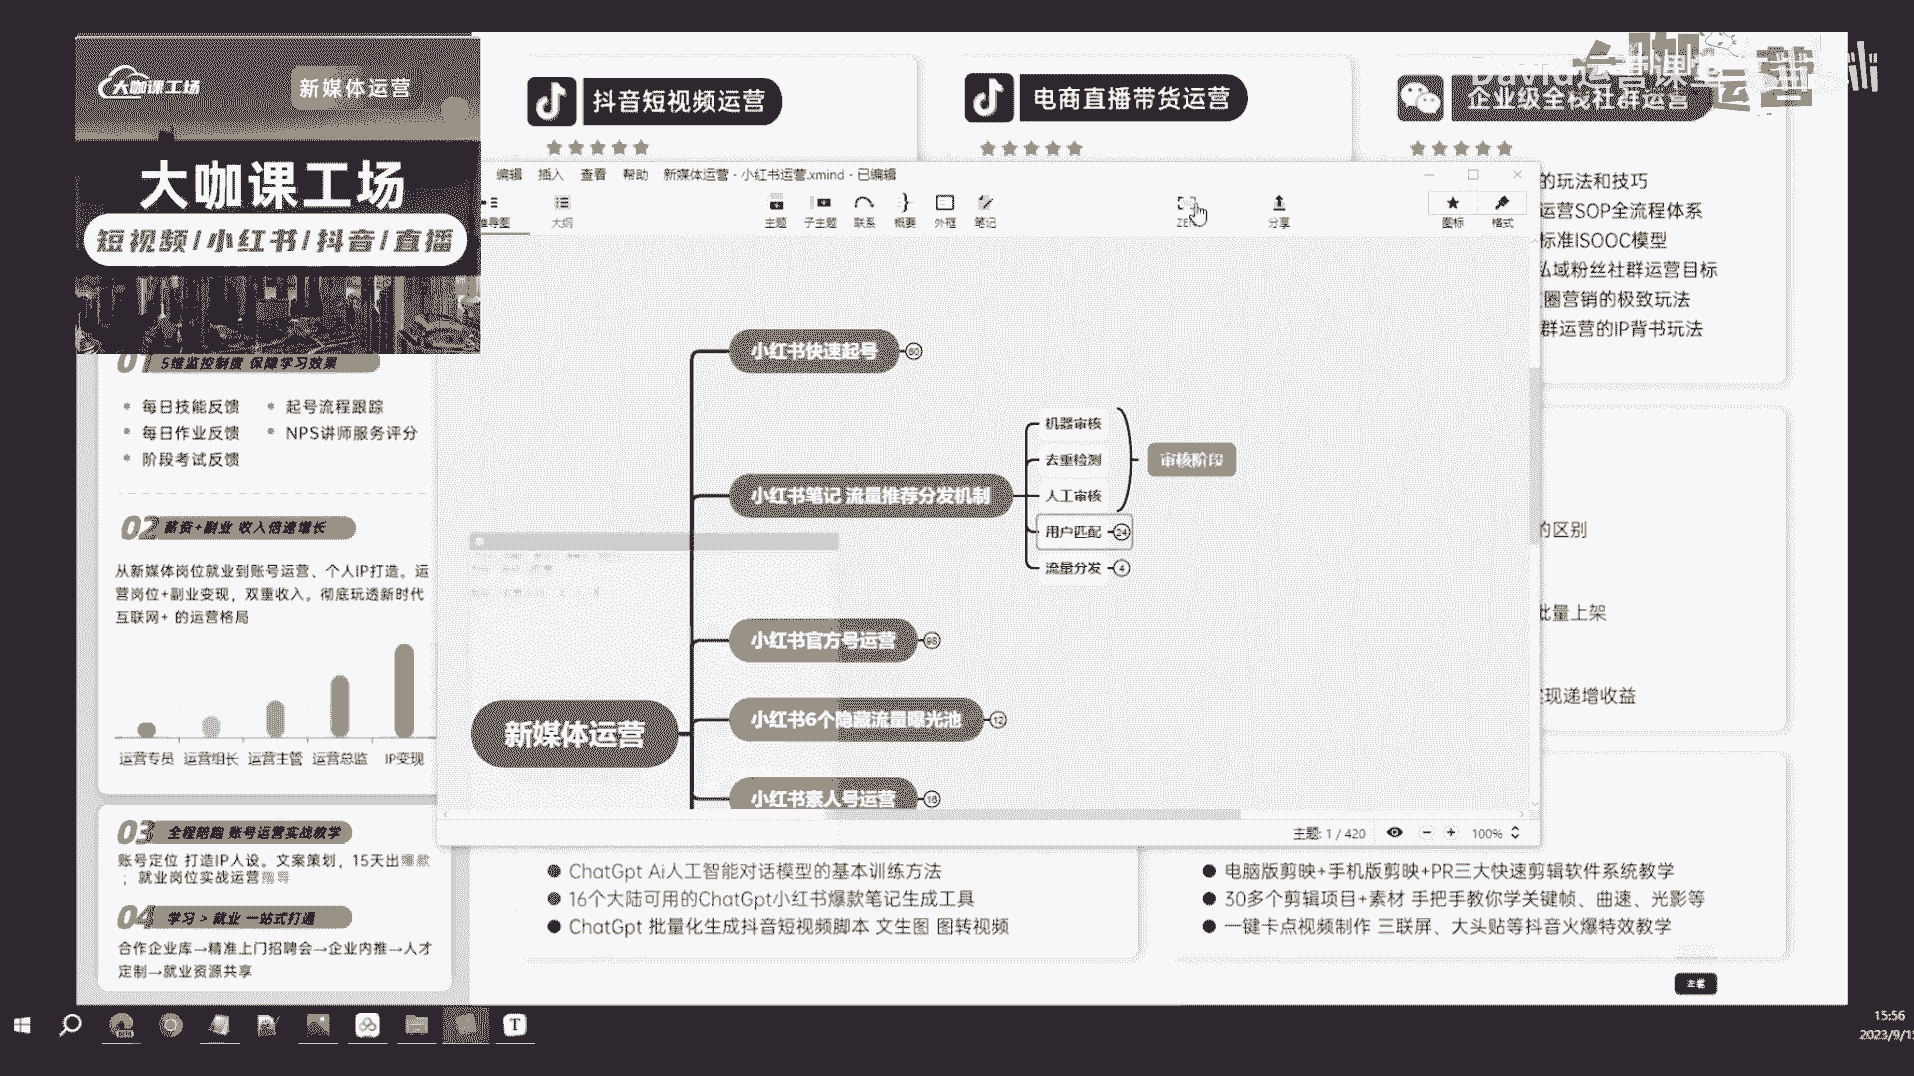 大咖课工场
新媒体运营
大咖课工场
短视频/小红书/抖音/直播
抖音短视频运营
电商直播带货运营
企业级全栈社群运营
David运营课堂
运营
的玩法和技巧
运营SOP全流程体系
标准ISOOC模型
私域粉丝社群运营目标
圈营销的极致玩法
群运营的IP背书玩法
的区别
批量上架
现递增收益
编辑 插入 查看 帮助 新媒体运营 - 小红书运营.xmind - 已编辑
大纲
主题 子主题 联系 概要 外框 笔记
ZEN
分享
图标 格式
小红书快速起号 60
小红书笔记 流量推荐分发机制
机器审核
去重检测
人工审核
审核阶段
用户匹配 24
流量分发 4
小红书官方号运营 98
小红书6个隐藏流量曝光池 12
新媒体运营
小红书素人号运营 16
主题: 1 / 420
100%
01 5维监控制度 保障学习效果
每日技能反馈 起号流程跟踪
每日作业反馈 NPS讲师服务评分
阶段考试反馈
02 薪资+副业 收入倍速增长
从新媒体岗位就业到账号运营、个人IP打造。运
营岗位+副业变现，双重收入。彻底玩透新时代
互联网+ 的运营格局
运营专员 运营组长 运营主管 运营总监 IP变现
03 全程陪跑 账号运营实战教学
账号定位 打造IP人设。文案策划，15天出爆款
；就业岗位实战运营指导
04 学习 > 就业 一站式打通
合作企业库→精准上门招聘会→企业内推→人才
定制→就业资源共享
ChatGpt Ai人工智能对话模型的基本训练方法
16个大陆可用的ChatGpt小红书爆款笔记生成工具
ChatGpt 批量化生成抖音短视频脚本 文生图 图转视频
电脑版剪映+手机版剪映+PR三大快速剪辑软件系统教学
30多个剪辑项目+素材 手把手教你学关键帧、曲速、光影等
一键卡点视频制作 三联屏、大头贴等抖音火爆特效教学
15:56